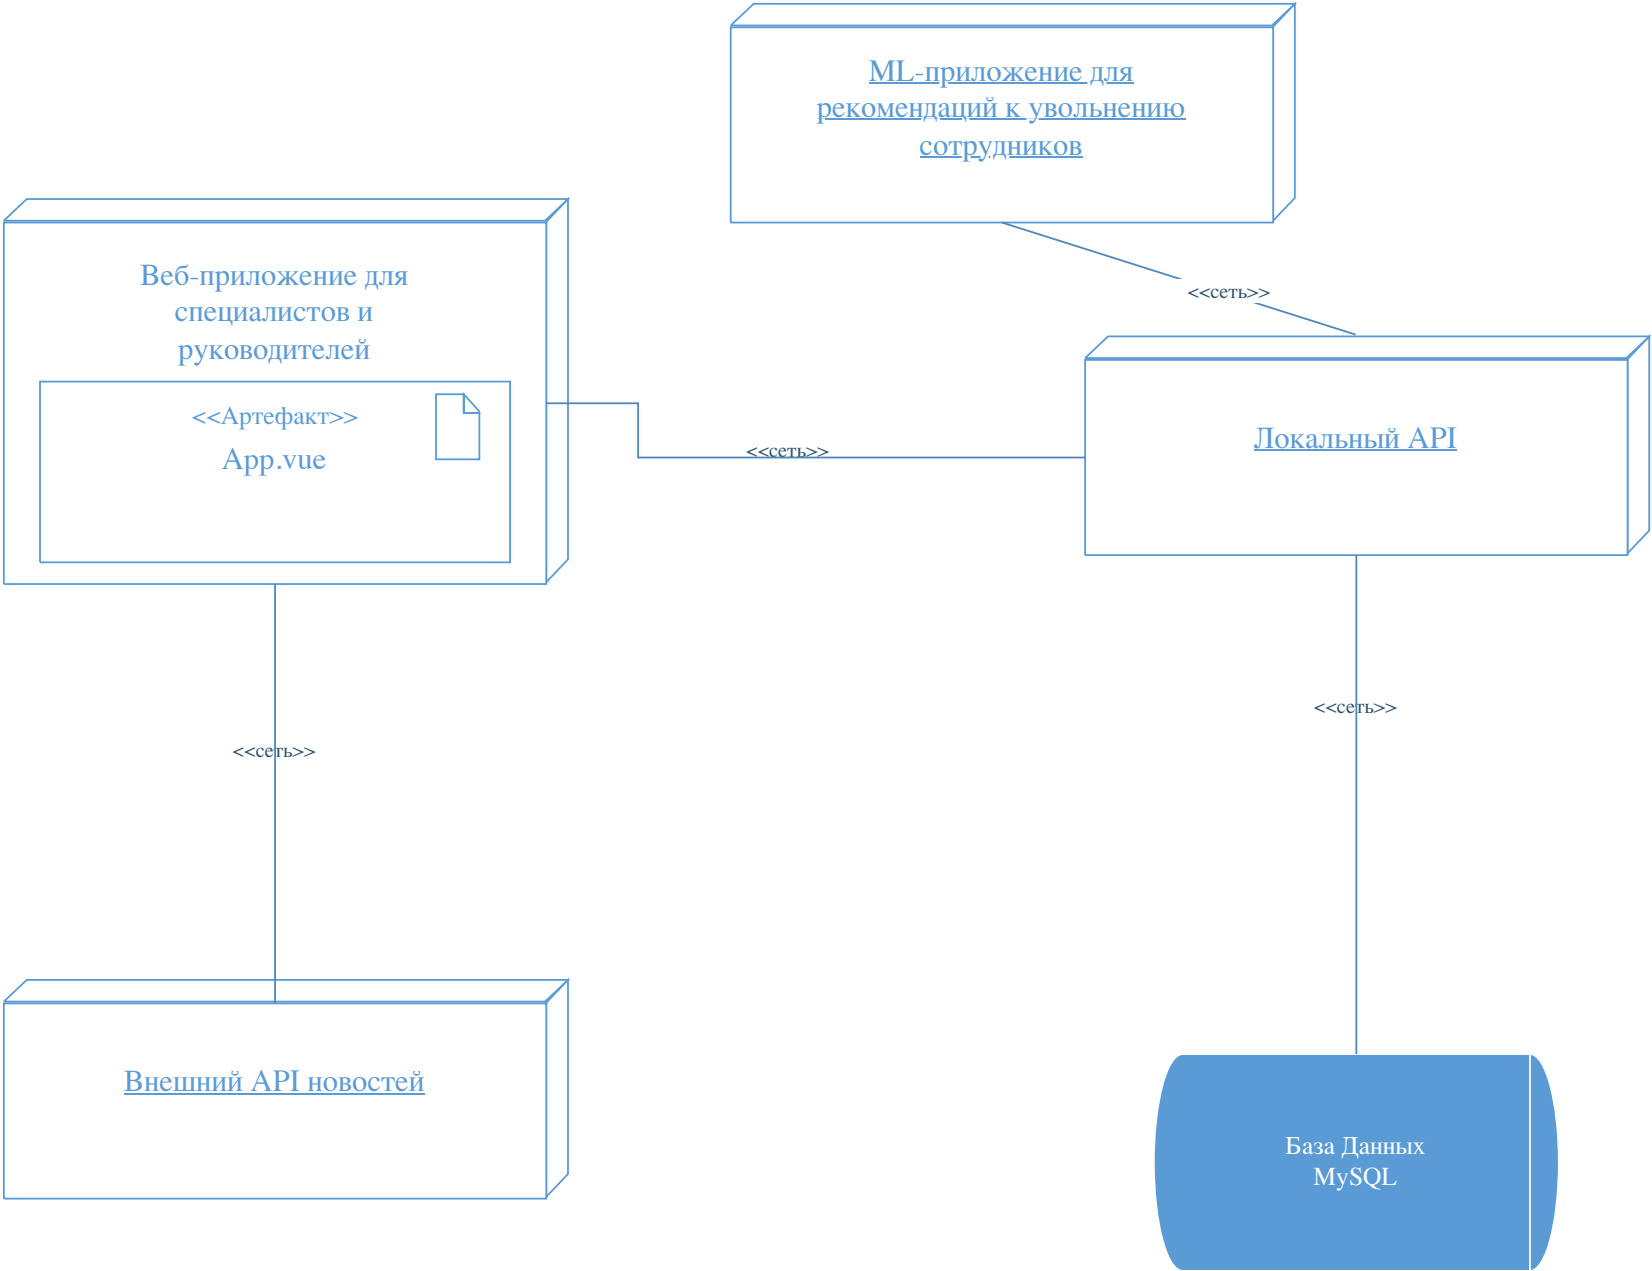 ML-приложение для
рекомендаций к увольнению
сотрудников
<<сеть>>
Веб-приложение для
специалистов и
руководителей
<<Артефакт>>
App.vue
<<сеть>>
Локальный API
<<сеть>>
<<сеть>>
Внешний API новостей
База Данных
MySQL